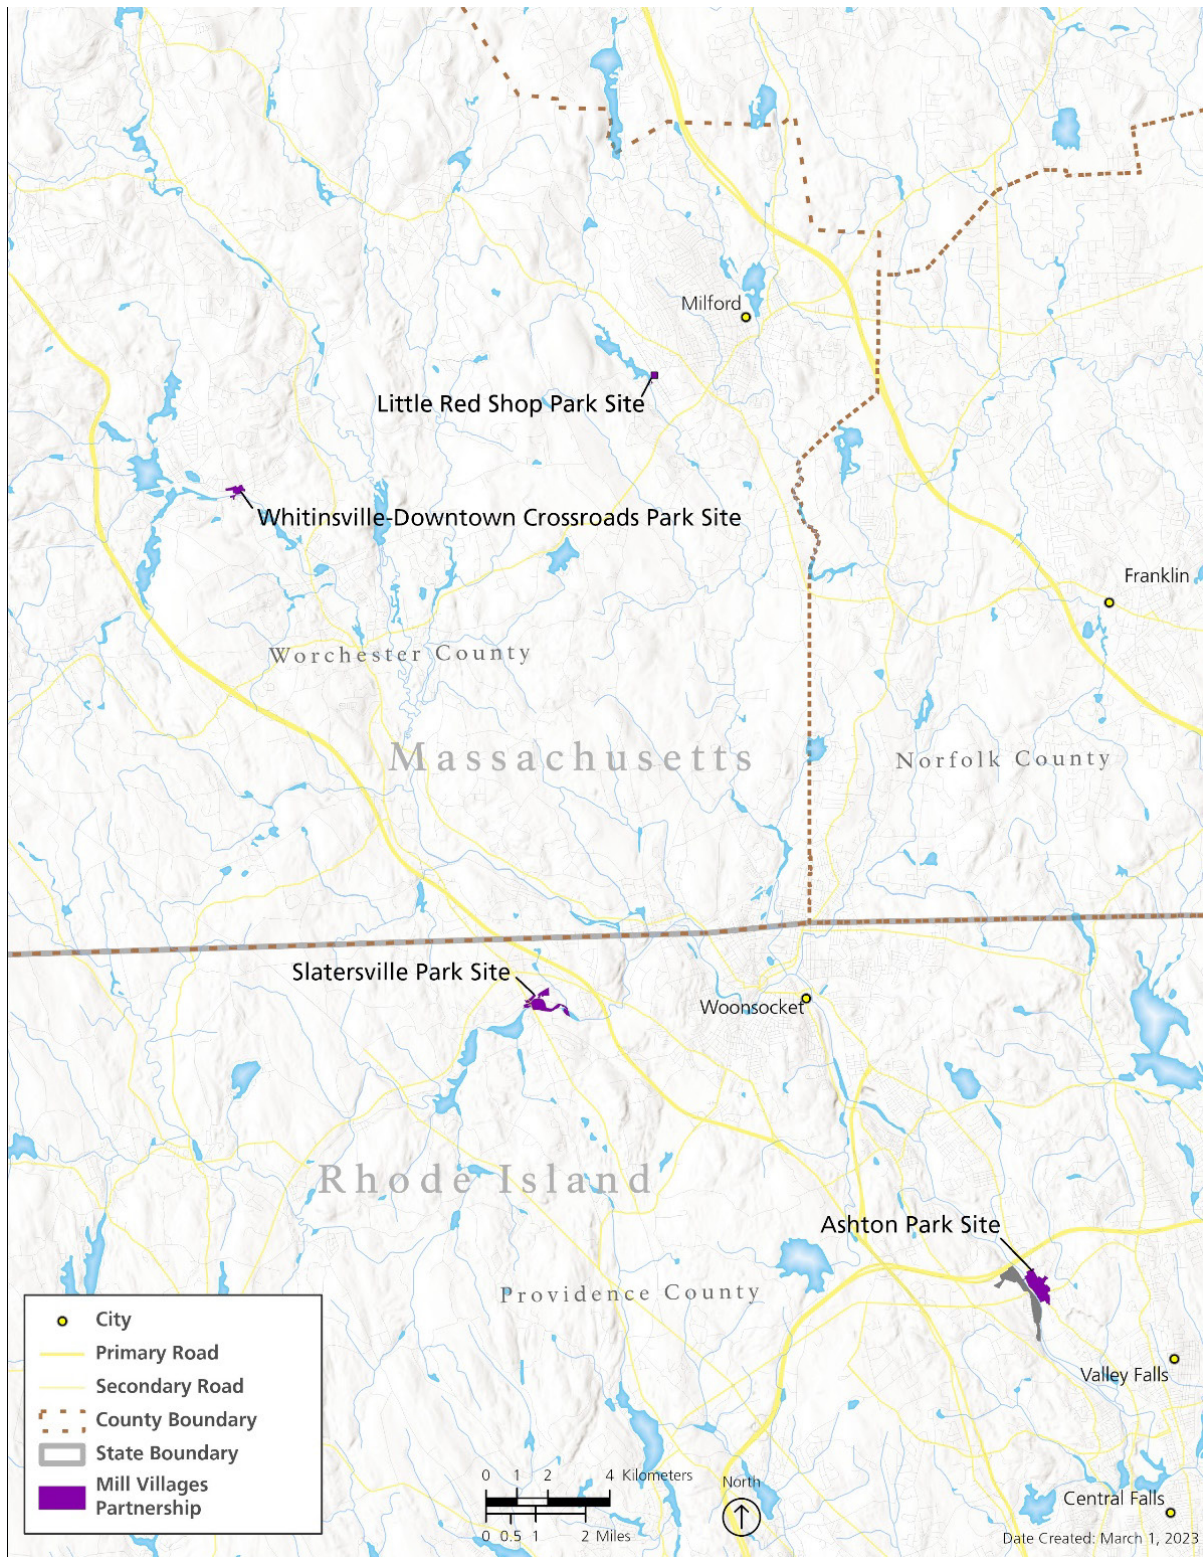 Milford
Little Red Shop Park Site
Whitinsville-Downtown Crossroads Park Site
Franklin
Worchester County
Massachusetts
Norfolk County
Slatersville Park Site
Woonsocket
Rhode Island
Ashton Park Site
Providence County
City
Primary Road
Secondary Road
County Boundary
State Boundary
Mill Villages
Partnership
Valley Falls
0 1 2 4 Kilometers
0 0.5 1 2 Miles
North
Central Falls
Date Created: March 1, 2023